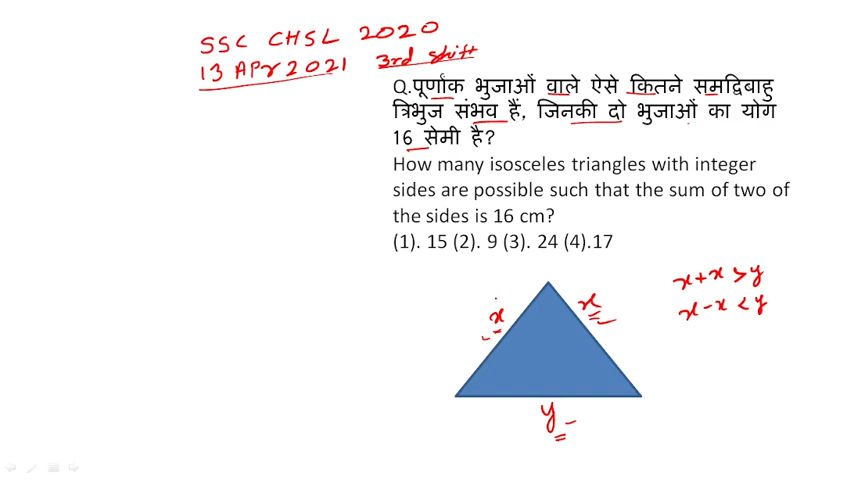 SSC CHSL 2020
13 APr 2021 3rd shift
Q.पूर्णांक भुजाओं वाले ऐसे कितने समद्विबाहु
त्रिभुज संभव हैं, जिनकी दो भुजाओं का योग
16 सेमी है?
How many isosceles triangles with integer
sides are possible such that the sum of two of
the sides is 16 cm?
(1). 15 (2). 9 (3). 24 (4).17
x+x>y
x-x<y
x
x
y